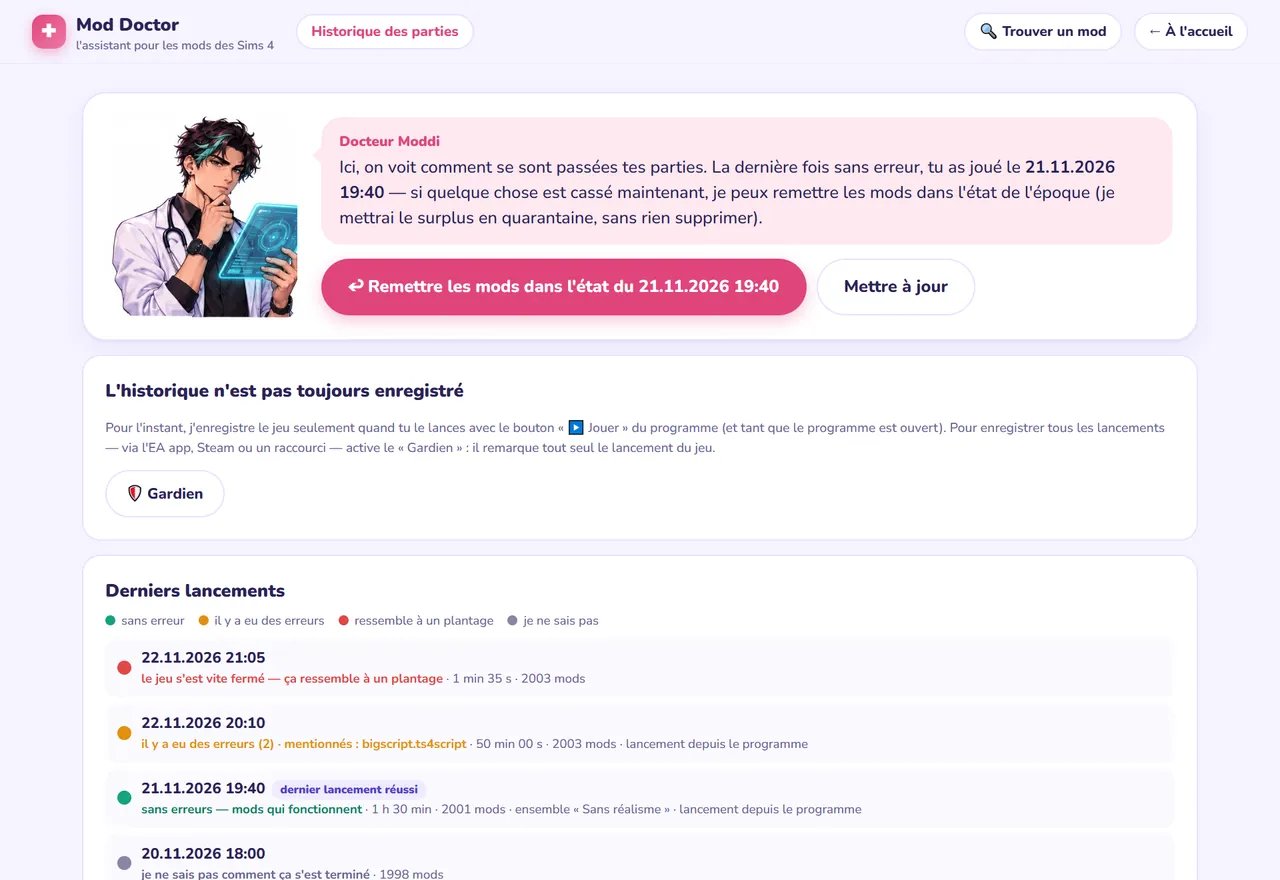 Mod Doctor
l'assistant pour les mods des Sims 4
Historique des parties
🔍 Trouver un mod
← À l'accueil
Docteur Moddi
Ici, on voit comment se sont passées tes parties. La dernière fois sans erreur, tu as joué le 21.11.2026
19:40 — si quelque chose est cassé maintenant, je peux remettre les mods dans l'état de l'époque (je
mettrai le surplus en quarantaine, sans rien supprimer).
↩ Remettre les mods dans l'état du 21.11.2026 19:40
Mettre à jour
L'historique n'est pas toujours enregistré
Pour l'instant, j'enregistre le jeu seulement quand tu le lances avec le bouton « ▶️ Jouer » du programme (et tant que le programme est ouvert). Pour enregistrer tous les lancements
— via l'EA app, Steam ou un raccourci — active le « Gardien » : il remarque tout seul le lancement du jeu.
🛡️ Gardien
Derniers lancements
sans erreur
il y a eu des erreurs
ressemble à un plantage
je ne sais pas
22.11.2026 21:05
le jeu s'est vite fermé — ça ressemble à un plantage · 1 min 35 s · 2003 mods
22.11.2026 20:10
il y a eu des erreurs (2) · mentionnés : bigscript.ts4script · 50 min 00 s · 2003 mods · lancement depuis le programme
21.11.2026 19:40 dernier lancement réussi
sans erreurs — mods qui fonctionnent · 1 h 30 min · 2001 mods · ensemble « Sans réalisme » · lancement depuis le programme
20.11.2026 18:00
je ne sais pas comment ça s'est terminé · 1998 mods